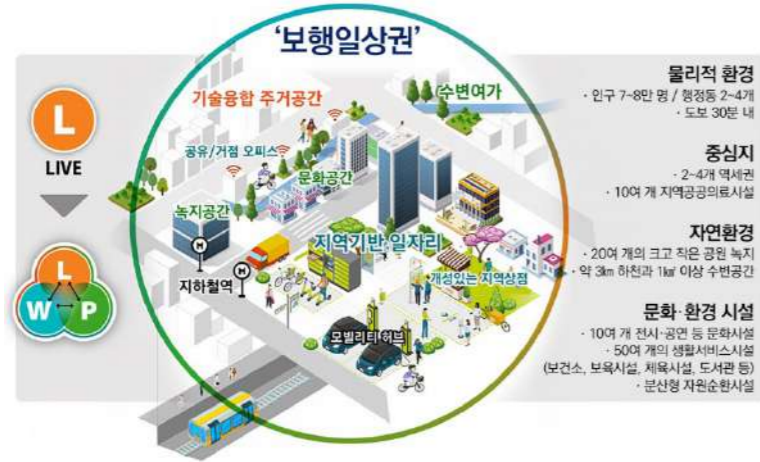 '보행일상권'
L
LIVE
L
W P
기술융합 주거공간
수변여가
공유/거점 오피스
문화공간
녹지공간
지역기반 일자리
M
지하철역
M
개성있는 지역상점
모빌리티 허브
물리적 환경
· 인구 7~8만 명 / 행정동 2~4개
· 도보 30분 내
중심지
· 2~4개 역세권
· 10여 개 지역공공의료시설
자연환경
· 20여 개의 크고 작은 공원 녹지
· 약 3㎞ 하천과 1㎢ 이상 수변공간
문화·환경 시설
· 10여 개 전시·공연 등 문화시설
· 50여 개의 생활서비스시설
(보건소, 보육시설, 체육시설, 도서관 등)
· 분산형 자원순환시설